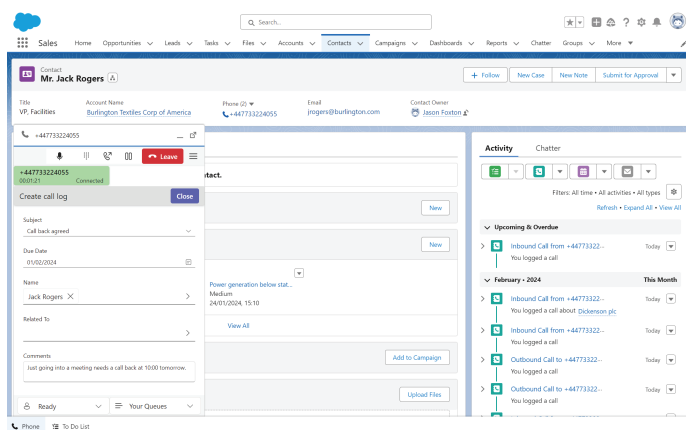 Search...
Sales
Home
Opportunities
Leads
Tasks
Files
Accounts
Contacts
Campaigns
Dashboards
Reports
Chatter
Groups
More
Contact
Mr. Jack Rogers
+ Follow
New Case
New Note
Submit for Approval
Title
VP, Facilities
Account Name
Burlington Textiles Corp of America
Phone (2)
+447733224055
Email
jrogers@burlington.com
Contact Owner
Jason Foxton
+447733224055
Leave
+447733224055
00:01:21 Connected
Create call log
Close
Subject
Call back agreed
Due Date
01/02/2024
Name
Jack Rogers
Related To
Comments
Just going into a meeting needs a call back at 10:00 tomorrow.
Ready
Your Queues
tact.
New
New
Power generation below stat...
Medium
24/01/2024, 15:10
View All
Add to Campaign
Upload Files
Activity
Chatter
Filters: All time • All activities • All types
Refresh • Expand All • View All
Upcoming & Overdue
Inbound Call from +44773322...
Today
You logged a call
February • 2024
This Month
Inbound Call from +44773322...
Today
You logged a call about Dickenson plc
Inbound Call from +44773322...
Today
You logged a call
Outbound Call to +447733224...
Today
You logged a call
Outbound Call to +447733224...
Today
You logged a call
Phone
To Do List